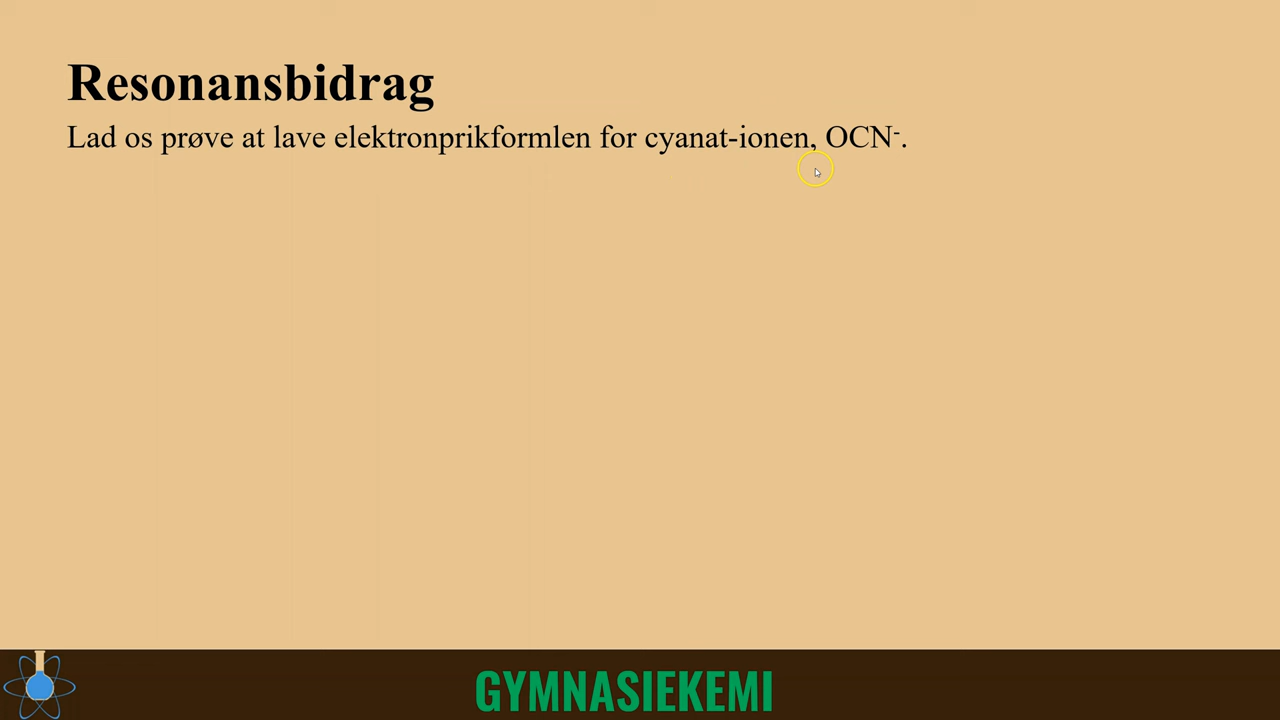 Resonansbidrag
Lad os prøve at lave elektronprikformlen for cyanat-ionen, OCN⁻.
GYMNASIEKEMI